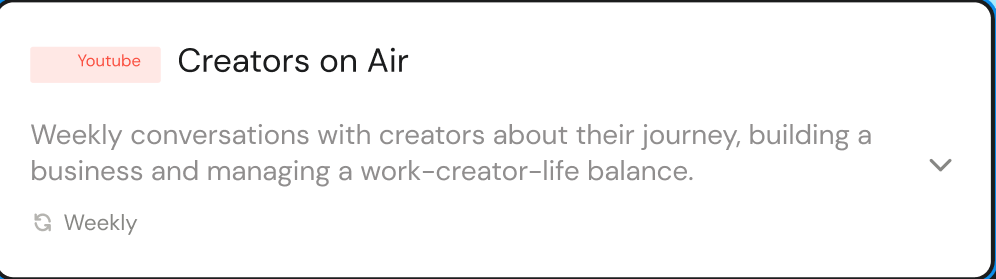 Youtube Creators on Air
Weekly conversations with creators about their journey, building a
business and managing a work-creator-life balance.
Weekly